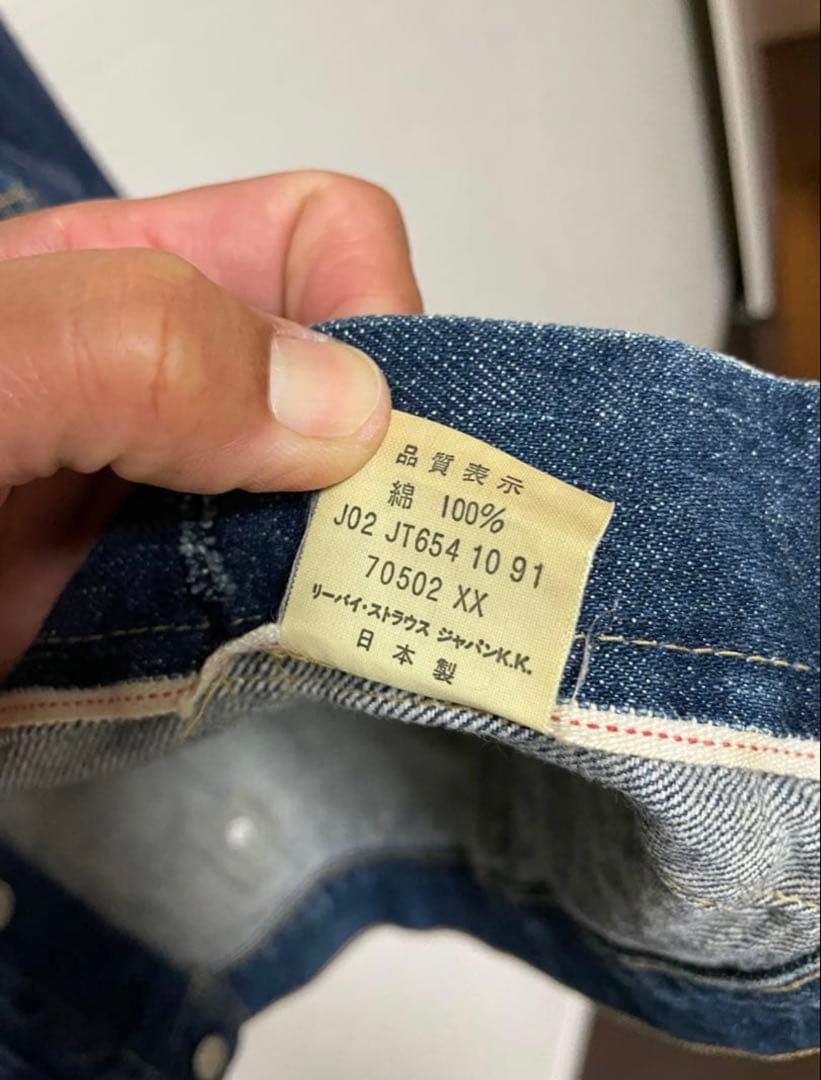 品質表示
綿 100%
J02 JT654 10 91
70502 XX
リーバイ・ストラウス ジャパンK.K.
日本製